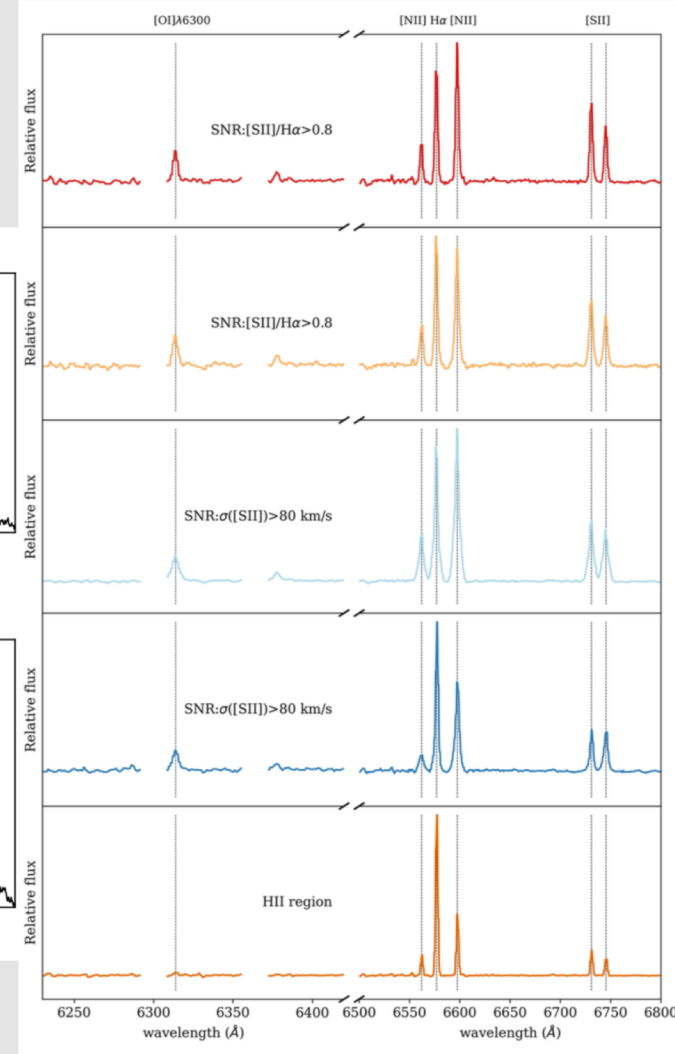 [OI]λ6300 [NII] Hα [NII] [SII]
Relative flux
SNR:[SII]/Hα>0.8
Relative flux
SNR:[SII]/Hα>0.8
Relative flux
SNR:σ([SII])>80 km/s
Relative flux
SNR:σ([SII])>80 km/s
Relative flux
HII region
6250 6300 6350 6400 6500 6550 6600 6650 6700 6750 6800
wavelength (Å) wavelength (Å)